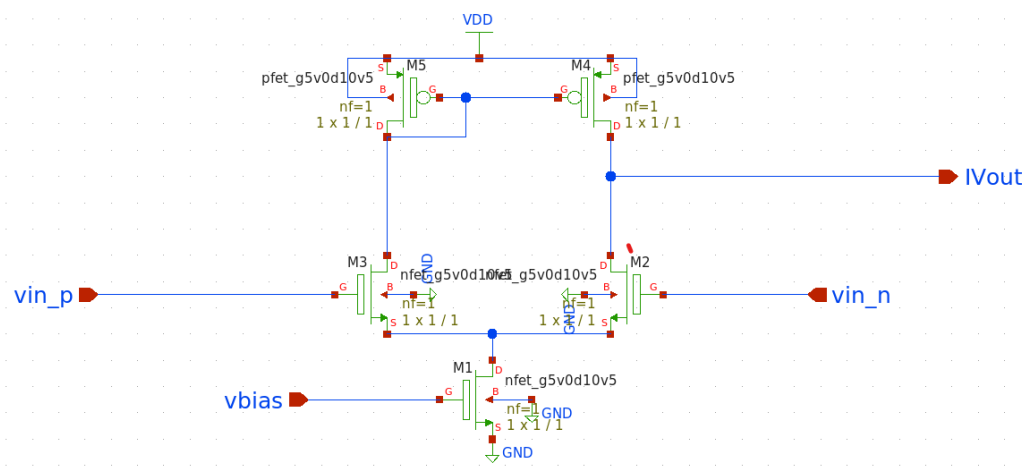 VDD
S
M5
M4
S
pfet_g5v0d10v5
pfet_g5v0d10v5
B
G
G
B
nf=1
nf=1
1 x 1 / 1
1 x 1 / 1
D
D
IVout
M3
D
GND
nfet_g5v0d10v5
nfet_g5v0d10v5
D
M2
vin_p
G
B
B
G
vin_n
nf=1
nf=1
1 x 1 / 1
1 x 1 / 1
S
GND
S
M1
D
nfet_g5v0d10v5
vbias
G
B
nf=1
GND
1 x 1 / 1
S
GND